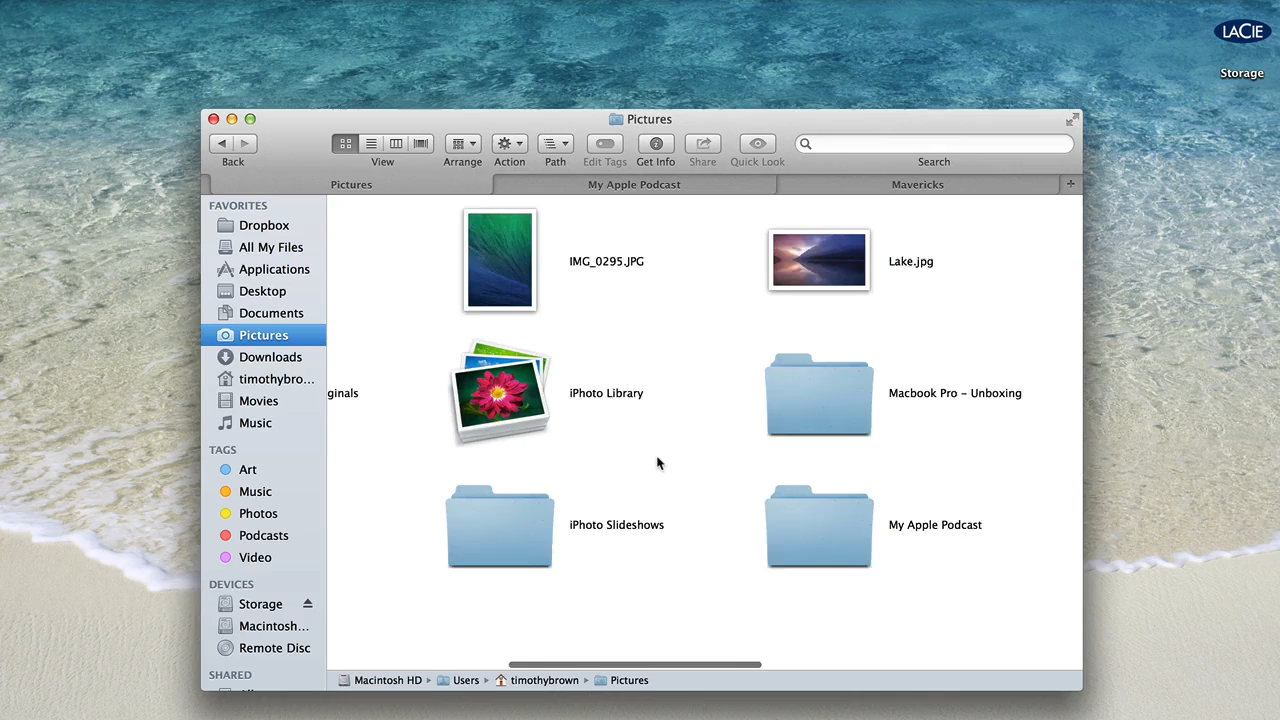 LACIE
Storage
Pictures
Back
View
Arrange
Action
Path
Edit Tags
Get Info
Share
Quick Look
Search
Pictures
My Apple Podcast
Mavericks
FAVORITES
Dropbox
All My Files
Applications
Desktop
Documents
Pictures
Downloads
timothybro...
Movies
Music
TAGS
Art
Music
Photos
Podcasts
Video
DEVICES
Storage
Macintosh...
Remote Disc
SHARED
IMG_0295.JPG
Lake.jpg
ginals
iPhoto Library
Macbook Pro – Unboxing
iPhoto Slideshows
My Apple Podcast
Macintosh HD ▸ Users ▸ timothybrown ▸ Pictures